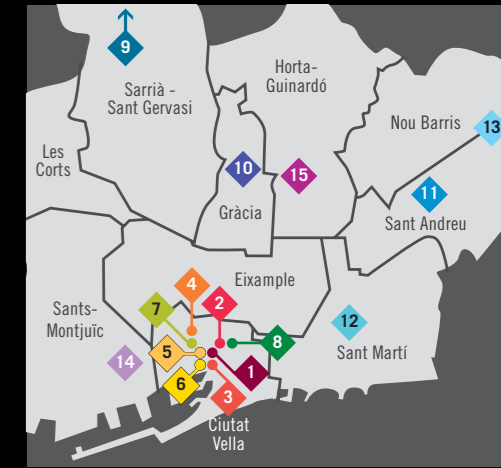 9
Sarrià -
Sant Gervasi
Horta-
Guinardó
Nou Barris
13
Les
Corts
10
15
11
Gràcia
Sant Andreu
Eixample
4
7
2
Sants-
Montjuïc
12
5
8
Sant Martí
14
1
6
3
Ciutat
Vella